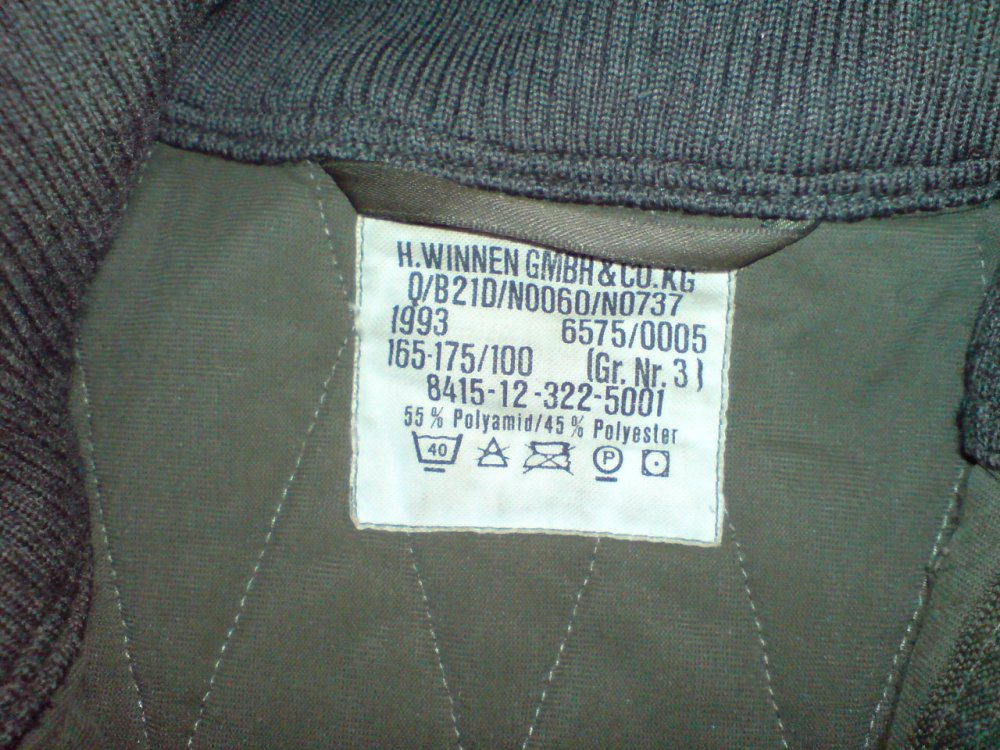 H.WINNEN GMBH & CO.KG
Q/B21D/N0060/N0737
1993 6575/0005
165-175/100 (Gr. Nr. 3)
8415-12-322-5001
55 % Polyamid/45 % Polyester
40 P